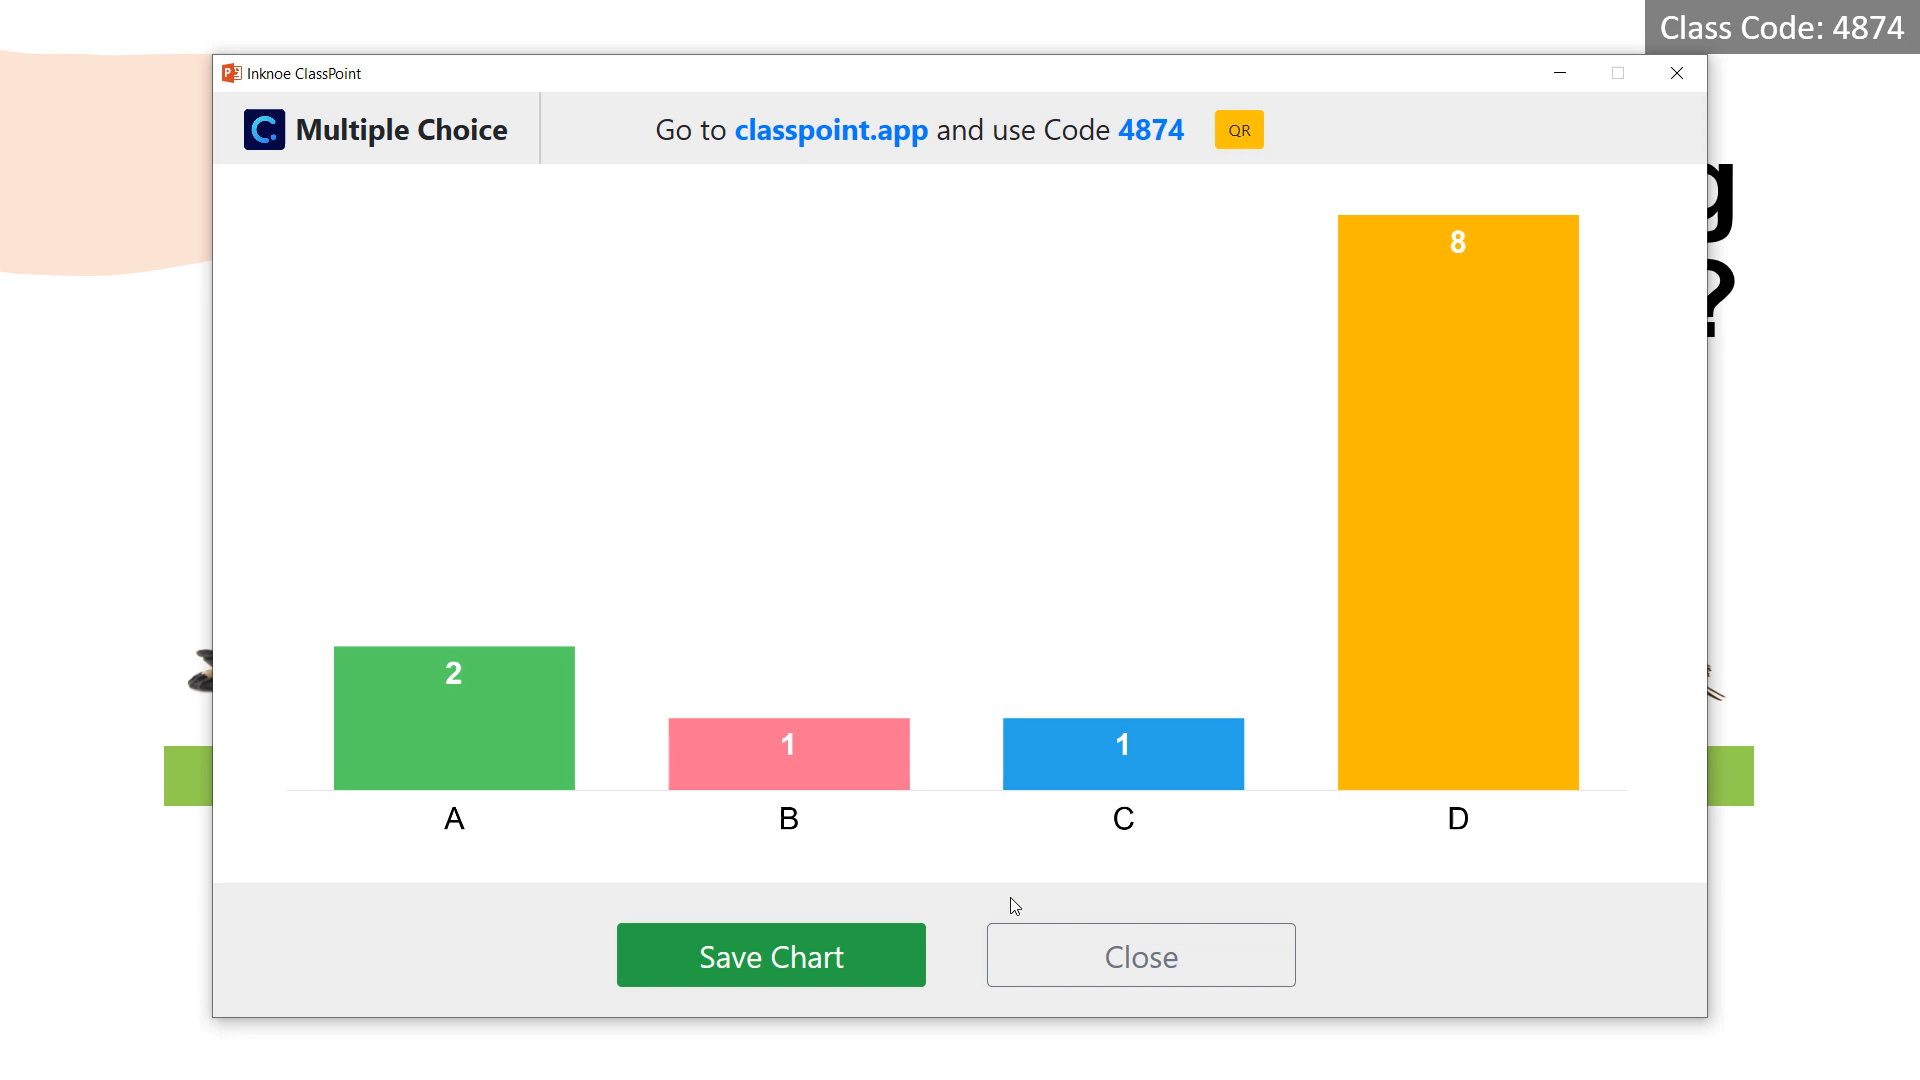 Class Code: 4874
Inknoe ClassPoint
Multiple Choice
Go to classpoint.app and use Code 4874
QR
g
?
8
2
1
1
A
B
C
D
Save Chart
Close